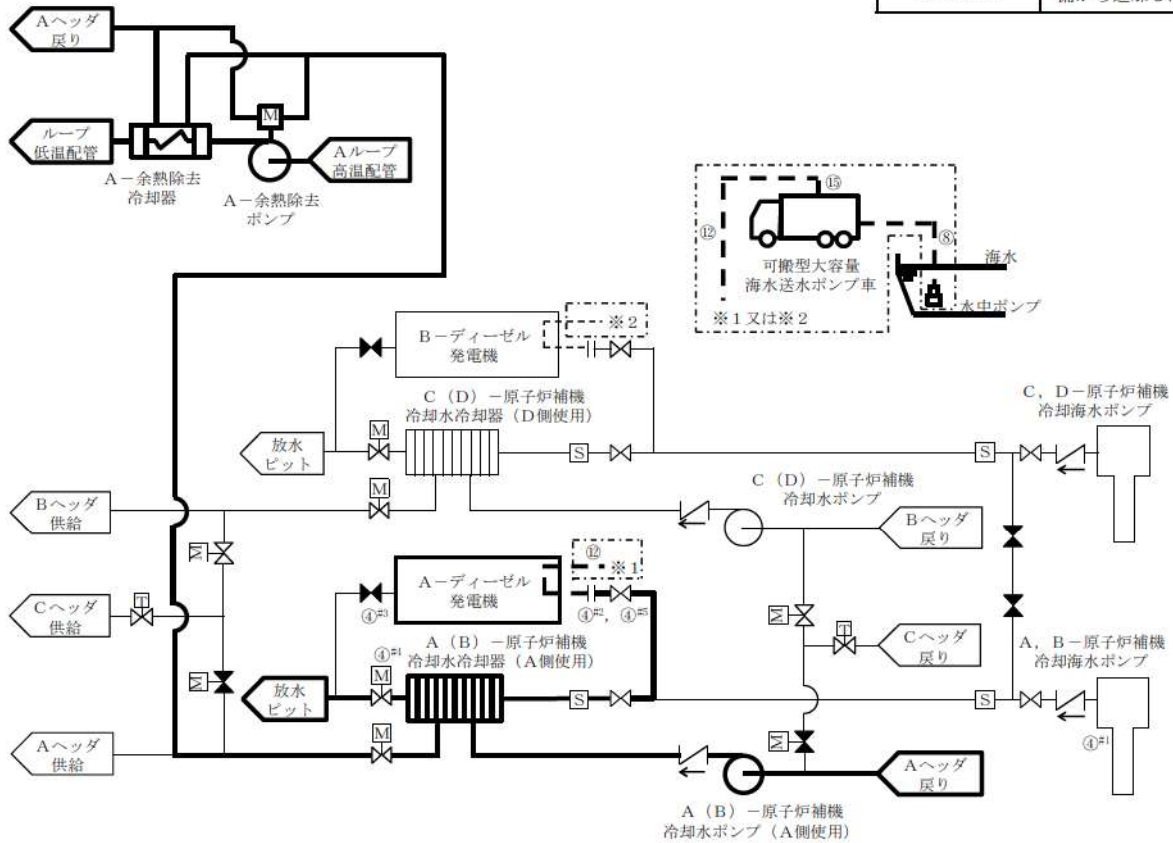 Aヘッダ
戻り
ループ
低温配管
A－余熱除去
冷却器
M
Aループ
高温配管
A－余熱除去
ポンプ
⑮
⑫
⑧
可搬型大容量
海水送水ポンプ車
海水
水中ポンプ
※1又は※2
B－ディーゼル
発電機
※2
C（D）－原子炉補機
冷却水冷却器（D側使用）
放水
ピット
M
S
S
C，D－原子炉補機
冷却海水ポンプ
M
C（D）－原子炉補機
冷却水ポンプ
Bヘッダ
供給
Bヘッダ
戻り
M
A－ディーゼル
発電機
⑫
※1
④#3
④#2，④#5
Cヘッダ
供給
T
M
T
Cヘッダ
戻り
A（B）－原子炉補機
冷却水冷却器（A側使用）
A，B－原子炉補機
冷却海水ポンプ
④#4
M
M
放水
ピット
S
S
④#1
M
M
Aヘッダ
供給
Aヘッダ
戻り
A（B）－原子炉補機
冷却水ポンプ（A側使用）